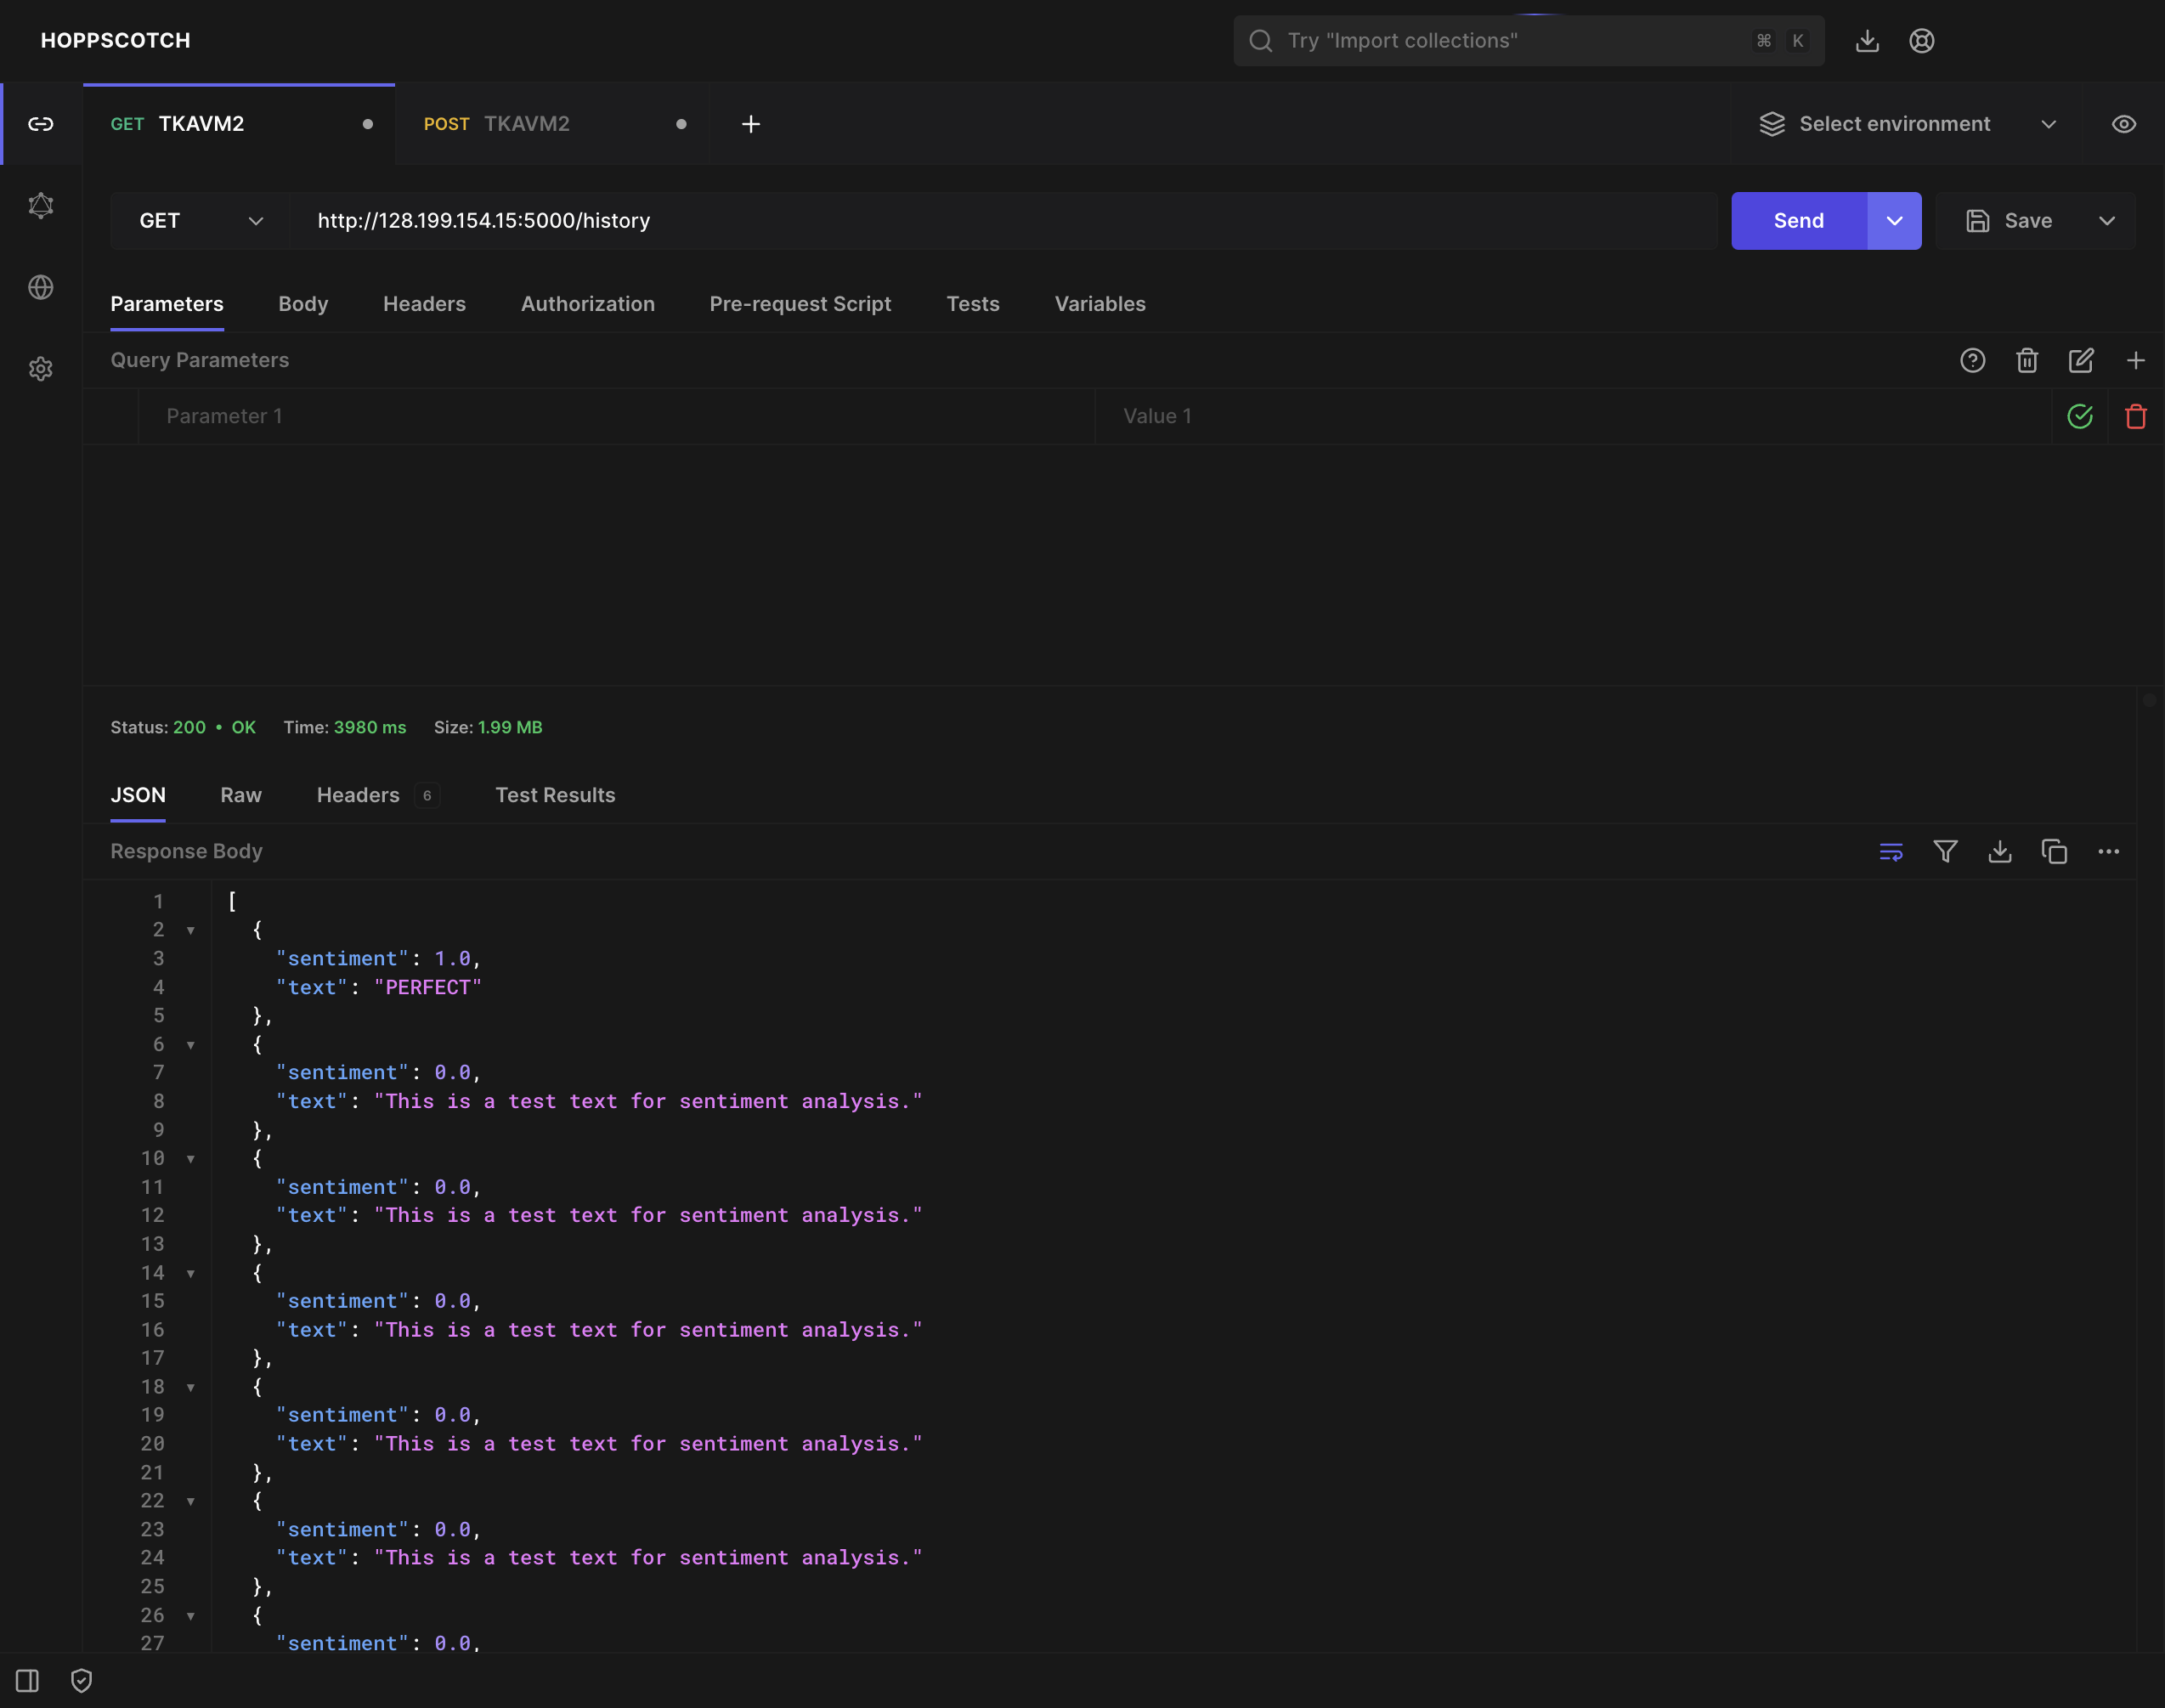 HOPPSCOTCH
Try "Import collections"
⌘ K
GET TKAVM2
POST TKAVM2
Select environment
GET
http://128.199.154.15:5000/history
Send
Save
Parameters
Body
Headers
Authorization
Pre-request Script
Tests
Variables
Query Parameters
Parameter 1
Value 1
Status: 200 • OK
Time: 3980 ms
Size: 1.99 MB
JSON
Raw
Headers 6
Test Results
Response Body
1 [
2 {
3 "sentiment": 1.0,
4 "text": "PERFECT"
5 },
6 {
7 "sentiment": 0.0,
8 "text": "This is a test text for sentiment analysis."
9 },
10 {
11 "sentiment": 0.0,
12 "text": "This is a test text for sentiment analysis."
13 },
14 {
15 "sentiment": 0.0,
16 "text": "This is a test text for sentiment analysis."
17 },
18 {
19 "sentiment": 0.0,
20 "text": "This is a test text for sentiment analysis."
21 },
22 {
23 "sentiment": 0.0,
24 "text": "This is a test text for sentiment analysis."
25 },
26 {
27 "sentiment": 0.0,